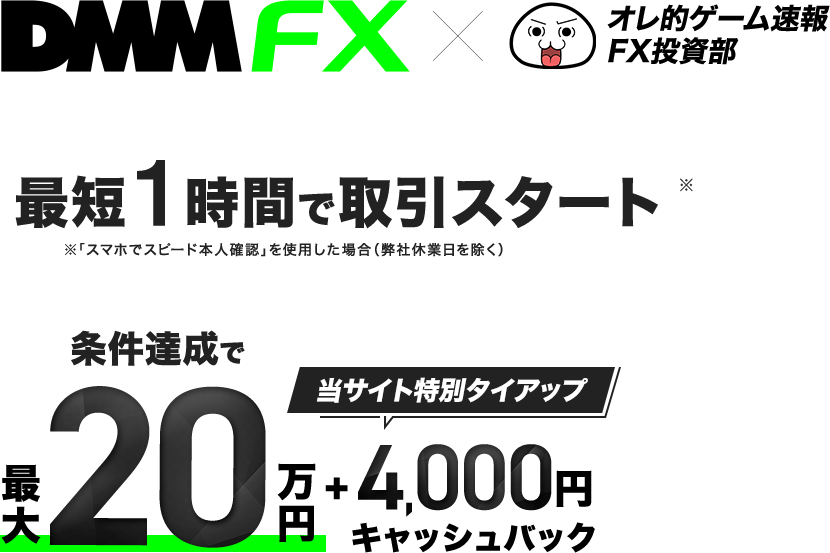 DMM FX × オレ的ゲーム速報
FX投資部
最短1時間で取引スタート ※
※「スマホでスピード本人確認」を使用した場合（弊社休業日を除く）
条件達成で
当サイト特別タイアップ
最大20万円+4,000円
キャッシュバック